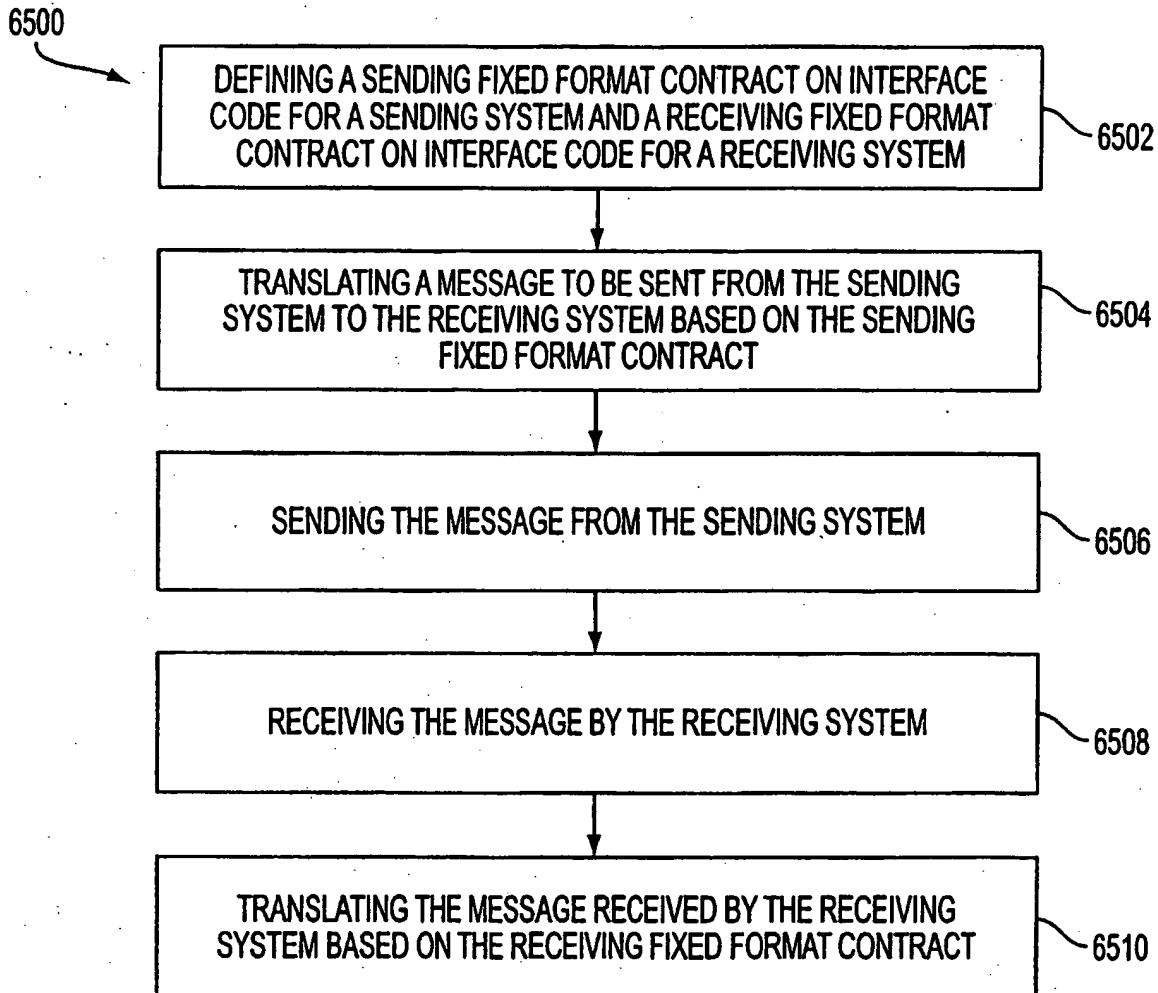 6500
DEFINING A SENDING FIXED FORMAT CONTRACT ON INTERFACE
CODE FOR A SENDING SYSTEM AND A RECEIVING FIXED FORMAT
CONTRACT ON INTERFACE CODE FOR A RECEIVING SYSTEM
6502
TRANSLATING A MESSAGE TO BE SENT FROM THE SENDING
SYSTEM TO THE RECEIVING SYSTEM BASED ON THE SENDING
FIXED FORMAT CONTRACT
6504
SENDING THE MESSAGE FROM THE SENDING SYSTEM
6506
RECEIVING THE MESSAGE BY THE RECEIVING SYSTEM
6508
TRANSLATING THE MESSAGE RECEIVED BY THE RECEIVING
SYSTEM BASED ON THE RECEIVING FIXED FORMAT CONTRACT
6510